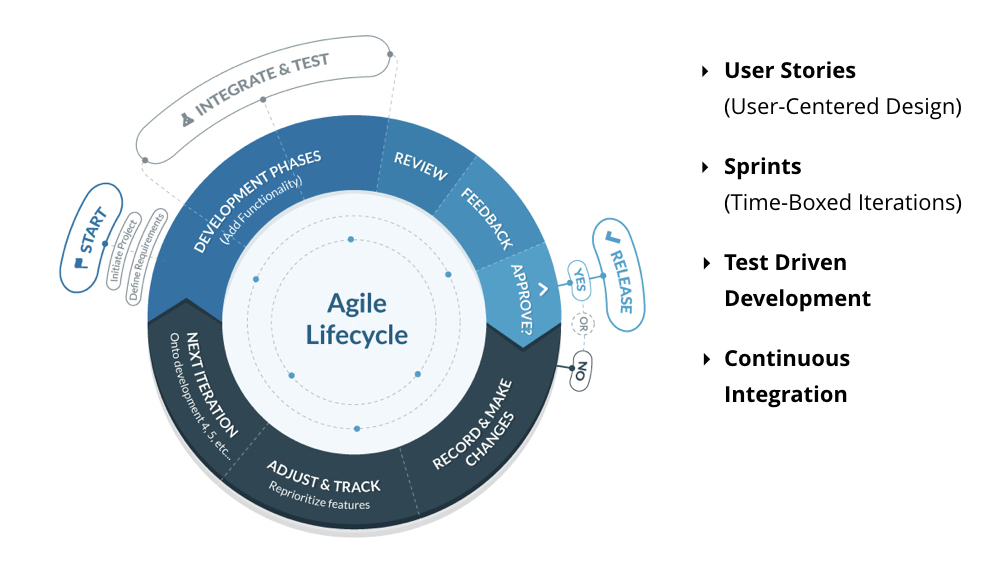 INTEGRATE & TEST
START
Initiate Project
Define Requirements
DEVELOPMENT PHASES
(Add Functionality)
REVIEW
FEEDBACK
APPROVE?
YES
OR
NO
RELEASE
RECORD & MAKE
CHANGES
ADJUST & TRACK
Reprioritize features
NEXT ITERATION
Onto development 4, 5, etc...
Agile
Lifecycle
User Stories
(User-Centered Design)
Sprints
(Time-Boxed Iterations)
Test Driven
Development
Continuous
Integration